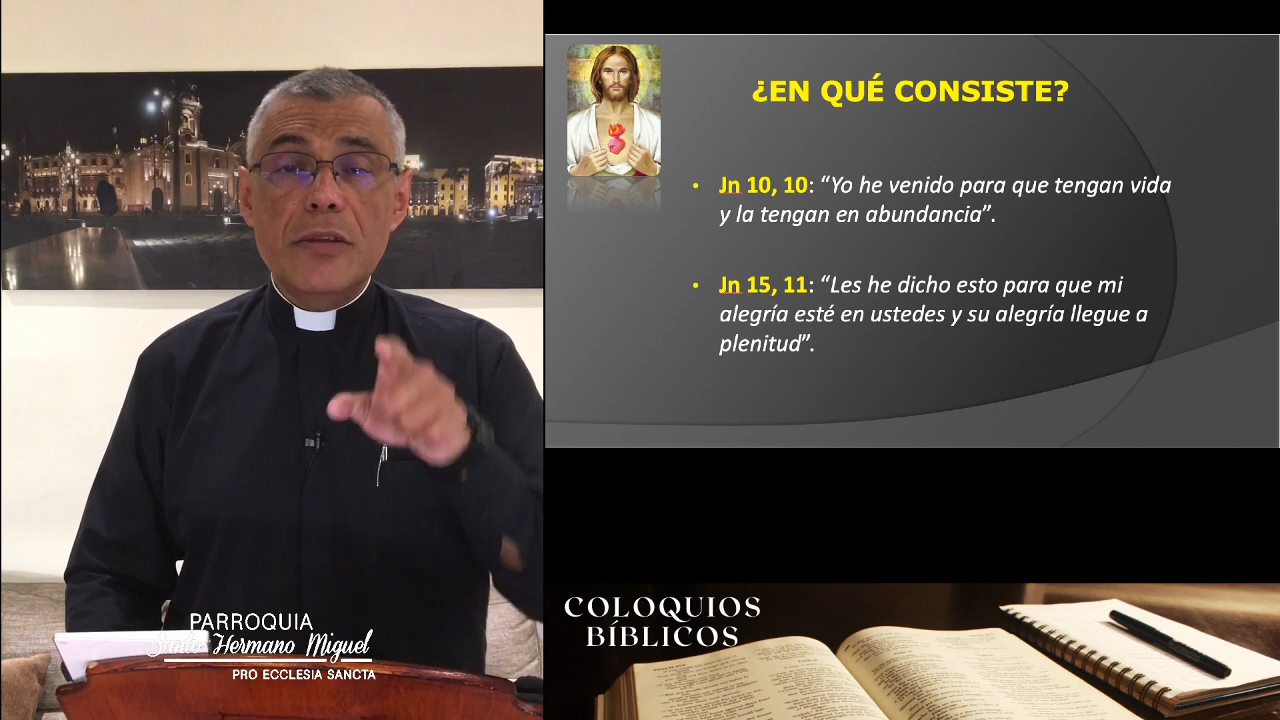 ¿EN QUÉ CONSISTE?
• Jn 10, 10: “Yo he venido para que tengan vida
y la tengan en abundancia”.
• Jn 15, 11: “Les he dicho esto para que mi
alegría esté en ustedes y su alegría llegue a
plenitud”.
PARROQUIA
Santo Hermano Miguel
PRO ECCLESIA SANCTA
COLOQUIOS
BÍBLICOS